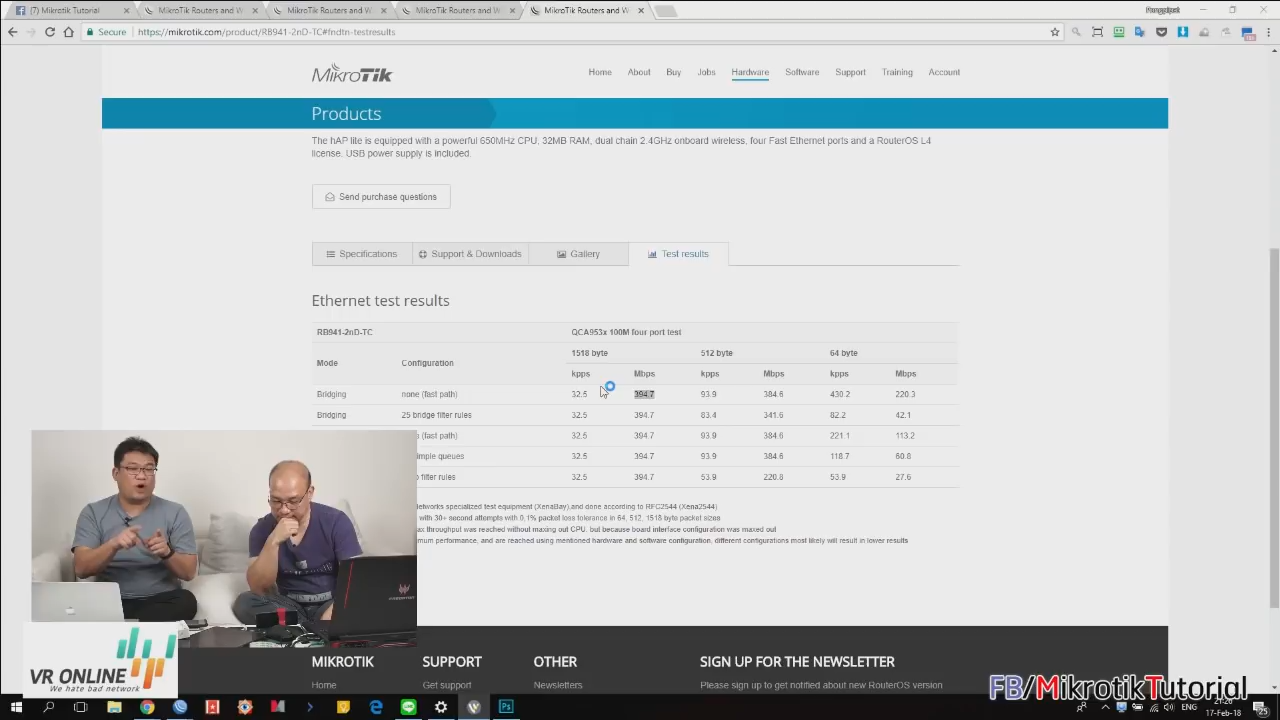 Mikrotik Tutorial
MikroTik Routers and W
MikroTik Routers and W
MikroTik Routers and W
MikroTik Routers and W
Secure
https://mikrotik.com/product/RB941-2nD-TC#fndtn-testresults
MikroTik
Home About Buy Jobs Hardware Software Support Training Account
Products
The hAP lite is equipped with a powerful 650MHz CPU, 32MB RAM, dual chain 2.4GHz onboard wireless, four Fast Ethernet ports and a RouterOS L4
license. USB power supply is included.
Send purchase questions
Specifications Support & Downloads Gallery Test results
Ethernet test results
RB941-2nD-TC QCA953x 100M four port test
Mode Configuration 1518 byte 512 byte 64 byte
kpps Mbps kpps Mbps kpps Mbps
Bridging none (fast path) 32.5 394.7 93.9 384.6 430.2 220.3
Bridging 25 bridge filter rules 32.5 394.7 83.4 341.6 82.2 42.1
(fast path) 32.5 394.7 93.9 384.6 221.1 113.2
imple queues 32.5 394.7 93.9 384.6 118.7 60.8
filter rules 32.5 394.7 53.9 220.8 53.9 27.6
etworks specialized test equipment (XenaBay),and done according to RFC2544 (Xena2544)
with 30+ second attempts with 0,1% packet loss tolerance in 64, 512, 1518 byte packet sizes
ax throughput was reached without maxing out CPU, but because board interface configuration was maxed out
mum performance, and are reached using mentioned hardware and software configuration, different configurations most likely will result in lower results
MIKROTIK SUPPORT OTHER SIGN UP FOR THE NEWSLETTER
Home Get support Newsletters Please sign up to get notified about new RouterOS version
VR ONLINE
We hate bad network
FB/MikrotikTutorial
ENG
21:26
17-Feb-18
25